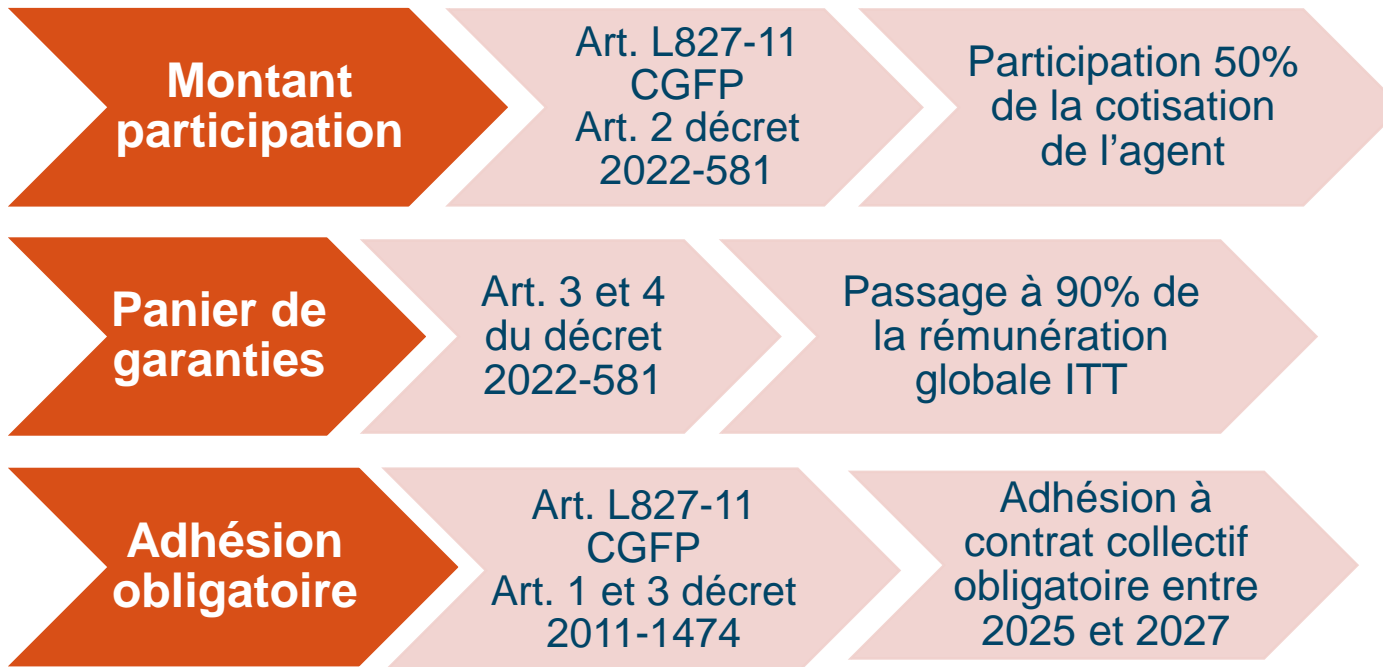 Montant
participation
Art. L827-11
CGFP
Art. 2 décret
2022-581
Participation 50%
de la cotisation
de l’agent
Panier de
garanties
Art. 3 et 4
du décret
2022-581
Passage à 90% de
la rémunération
globale ITT
Adhésion
obligatoire
Art. L827-11
CGFP
Art. 1 et 3 décret
2011-1474
Adhésion à
contrat collectif
obligatoire entre
2025 et 2027